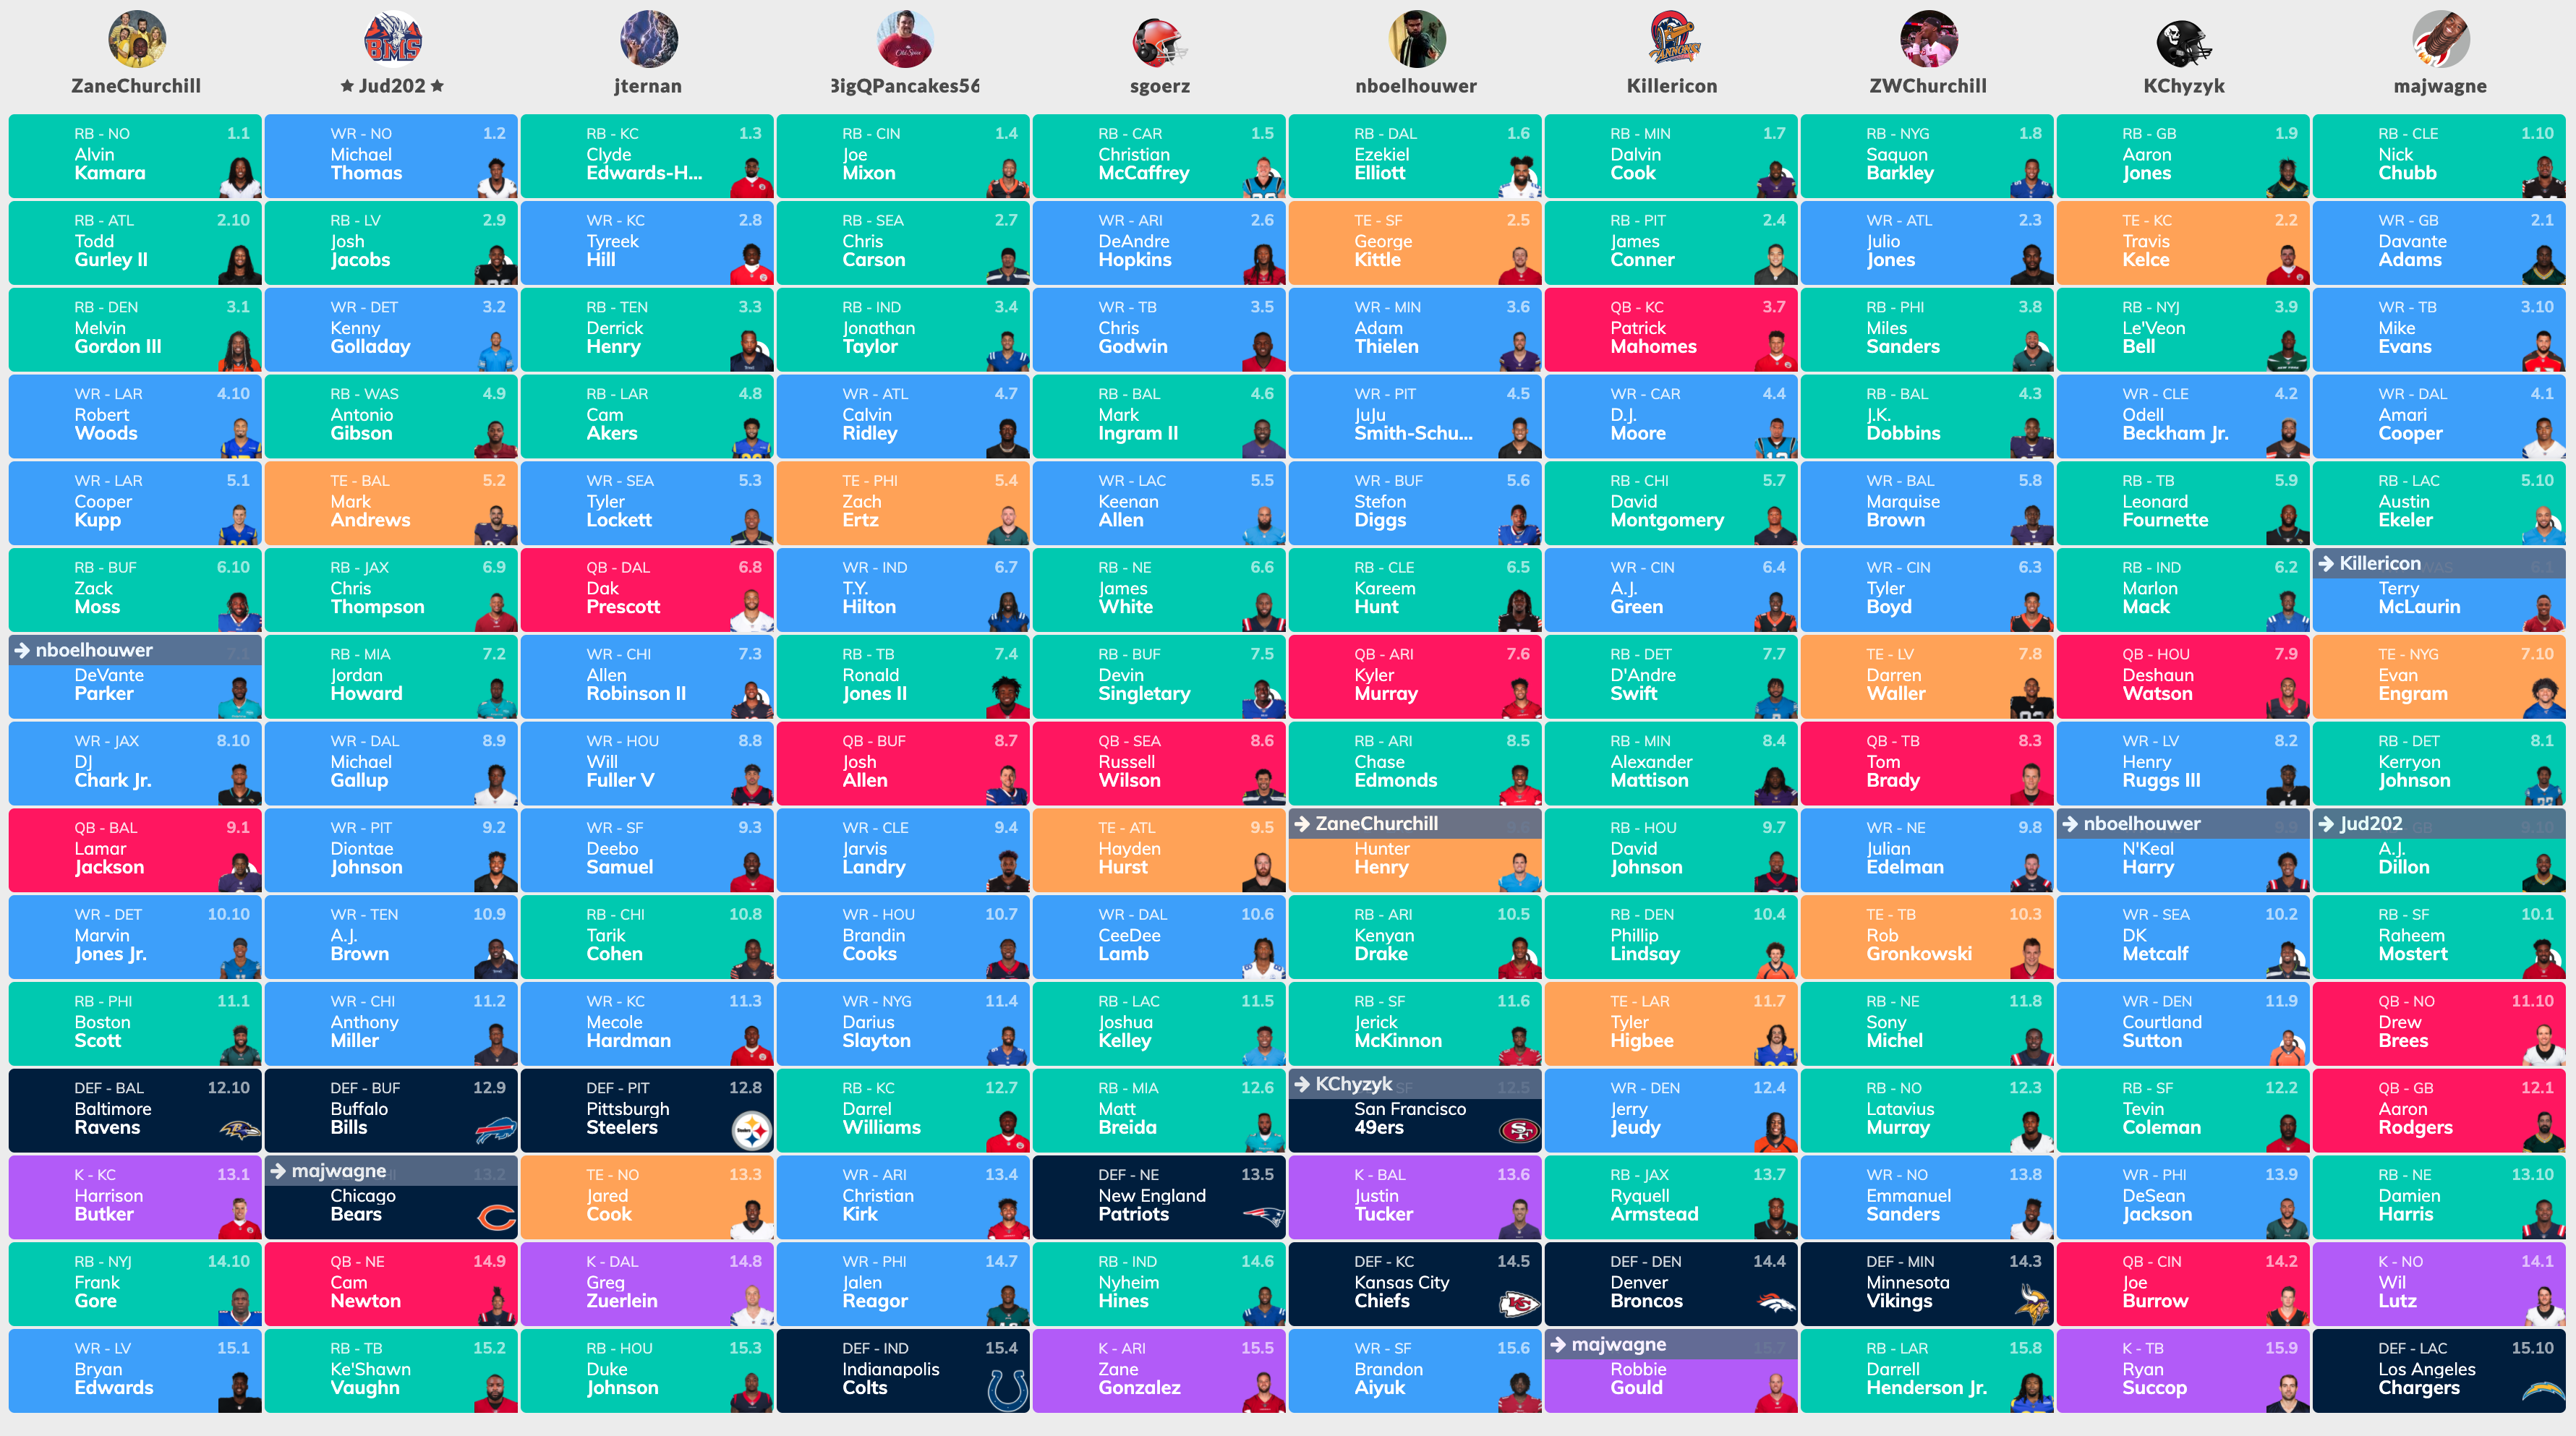 BMS
ZaneChurchill
★ Jud202 ★
jternan
BigQPancakes56
sgoerz
nboelhouwer
Killericon
ZWChurchill
KChyzyk
majwagne
RB - NO 1.1
Alvin
Kamara
WR - NO 1.2
Michael
Thomas
RB - KC 1.3
Clyde
Edwards-H...
RB - CIN 1.4
Joe
Mixon
RB - CAR 1.5
Christian
McCaffrey
RB - DAL 1.6
Ezekiel
Elliott
RB - MIN 1.7
Dalvin
Cook
RB - NYG 1.8
Saquon
Barkley
RB - GB 1.9
Aaron
Jones
RB - CLE 1.10
Nick
Chubb
RB - ATL 2.10
Todd
Gurley II
RB - LV 2.9
Josh
Jacobs
WR - KC 2.8
Tyreek
Hill
RB - SEA 2.7
Chris
Carson
WR - ARI 2.6
DeAndre
Hopkins
TE - SF 2.5
George
Kittle
RB - PIT 2.4
James
Conner
WR - ATL 2.3
Julio
Jones
TE - KC 2.2
Travis
Kelce
WR - GB 2.1
Davante
Adams
RB - DEN 3.1
Melvin
Gordon III
WR - DET 3.2
Kenny
Golladay
RB - TEN 3.3
Derrick
Henry
RB - IND 3.4
Jonathan
Taylor
WR - TB 3.5
Chris
Godwin
WR - MIN 3.6
Adam
Thielen
QB - KC 3.7
Patrick
Mahomes
RB - PHI 3.8
Miles
Sanders
RB - NYJ 3.9
Le'Veon
Bell
WR - TB 3.10
Mike
Evans
WR - LAR 4.10
Robert
Woods
RB - WAS 4.9
Antonio
Gibson
RB - LAR 4.8
Cam
Akers
WR - ATL 4.7
Calvin
Ridley
RB - BAL 4.6
Mark
Ingram II
WR - PIT 4.5
JuJu
Smith-Schu...
WR - CAR 4.4
D.J.
Moore
RB - BAL 4.3
J.K.
Dobbins
WR - CLE 4.2
Odell
Beckham Jr.
WR - DAL 4.1
Amari
Cooper
WR - LAR 5.1
Cooper
Kupp
TE - BAL 5.2
Mark
Andrews
WR - SEA 5.3
Tyler
Lockett
TE - PHI 5.4
Zach
Ertz
WR - LAC 5.5
Keenan
Allen
WR - BUF 5.6
Stefon
Diggs
RB - CHI 5.7
David
Montgomery
WR - BAL 5.8
Marquise
Brown
RB - TB 5.9
Leonard
Fournette
RB - LAC 5.10
Austin
Ekeler
RB - BUF 6.10
Zack
Moss
RB - JAX 6.9
Chris
Thompson
QB - DAL 6.8
Dak
Prescott
WR - IND 6.7
T.Y.
Hilton
RB - NE 6.6
James
White
RB - CLE 6.5
Kareem
Hunt
WR - CIN 6.4
A.J.
Green
WR - CIN 6.3
Tyler
Boyd
RB - IND 6.2
Marlon
Mack
→ Killericon WAS 6.1
Terry
McLaurin
→ nboelhouwer 7.1
DeVante
Parker
RB - MIA 7.2
Jordan
Howard
WR - CHI 7.3
Allen
Robinson II
RB - TB 7.4
Ronald
Jones II
RB - BUF 7.5
Devin
Singletary
QB - ARI 7.6
Kyler
Murray
RB - DET 7.7
D'Andre
Swift
TE - LV 7.8
Darren
Waller
QB - HOU 7.9
Deshaun
Watson
TE - NYG 7.10
Evan
Engram
WR - JAX 8.10
DJ
Chark Jr.
WR - DAL 8.9
Michael
Gallup
WR - HOU 8.8
Will
Fuller V
QB - BUF 8.7
Josh
Allen
QB - SEA 8.6
Russell
Wilson
RB - ARI 8.5
Chase
Edmonds
RB - MIN 8.4
Alexander
Mattison
QB - TB 8.3
Tom
Brady
WR - LV 8.2
Henry
Ruggs III
RB - DET 8.1
Kerryon
Johnson
QB - BAL 9.1
Lamar
Jackson
WR - PIT 9.2
Diontae
Johnson
WR - SF 9.3
Deebo
Samuel
WR - CLE 9.4
Jarvis
Landry
TE - ATL 9.5
Hayden
Hurst
→ ZaneChurchill 9.6
Hunter
Henry
RB - HOU 9.7
David
Johnson
WR - NE 9.8
Julian
Edelman
→ nboelhouwer 9.9
N'Keal
Harry
→ Jud202 GB 9.10
A.J.
Dillon
WR - DET 10.10
Marvin
Jones Jr.
WR - TEN 10.9
A.J.
Brown
RB - CHI 10.8
Tarik
Cohen
WR - HOU 10.7
Brandin
Cooks
WR - DAL 10.6
CeeDee
Lamb
RB - ARI 10.5
Kenyan
Drake
RB - DEN 10.4
Phillip
Lindsay
TE - TB 10.3
Rob
Gronkowski
WR - SEA 10.2
DK
Metcalf
RB - SF 10.1
Raheem
Mostert
RB - PHI 11.1
Boston
Scott
WR - CHI 11.2
Anthony
Miller
WR - KC 11.3
Mecole
Hardman
WR - NYG 11.4
Darius
Slayton
RB - LAC 11.5
Joshua
Kelley
RB - SF 11.6
Jerick
McKinnon
TE - LAR 11.7
Tyler
Higbee
RB - NE 11.8
Sony
Michel
WR - DEN 11.9
Courtland
Sutton
QB - NO 11.10
Drew
Brees
DEF - BAL 12.10
Baltimore
Ravens
DEF - BUF 12.9
Buffalo
Bills
DEF - PIT 12.8
Pittsburgh
Steelers
RB - KC 12.7
Darrel
Williams
RB - MIA 12.6
Matt
Breida
→ KChyzyk SF 12.5
San Francisco
49ers
WR - DEN 12.4
Jerry
Jeudy
RB - NO 12.3
Latavius
Murray
RB - SF 12.2
Tevin
Coleman
QB - GB 12.1
Aaron
Rodgers
K - KC 13.1
Harrison
Butker
→ majwagne 13.2
Chicago
Bears
TE - NO 13.3
Jared
Cook
WR - ARI 13.4
Christian
Kirk
DEF - NE 13.5
New England
Patriots
K - BAL 13.6
Justin
Tucker
RB - JAX 13.7
Ryquell
Armstead
WR - NO 13.8
Emmanuel
Sanders
WR - PHI 13.9
DeSean
Jackson
RB - NE 13.10
Damien
Harris
RB - NYJ 14.10
Frank
Gore
QB - NE 14.9
Cam
Newton
K - DAL 14.8
Greg
Zuerlein
WR - PHI 14.7
Jalen
Reagor
RB - IND 14.6
Nyheim
Hines
DEF - KC 14.5
Kansas City
Chiefs
DEF - DEN 14.4
Denver
Broncos
DEF - MIN 14.3
Minnesota
Vikings
QB - CIN 14.2
Joe
Burrow
K - NO 14.1
Wil
Lutz
WR - LV 15.1
Bryan
Edwards
RB - TB 15.2
Ke'Shawn
Vaughn
RB - HOU 15.3
Duke
Johnson
DEF - IND 15.4
Indianapolis
Colts
K - ARI 15.5
Zane
Gonzalez
WR - SF 15.6
Brandon
Aiyuk
→ majwagne 15.7
Robbie
Gould
RB - LAR 15.8
Darrell
Henderson Jr.
K - TB 15.9
Ryan
Succop
DEF - LAC 15.10
Los Angeles
Chargers